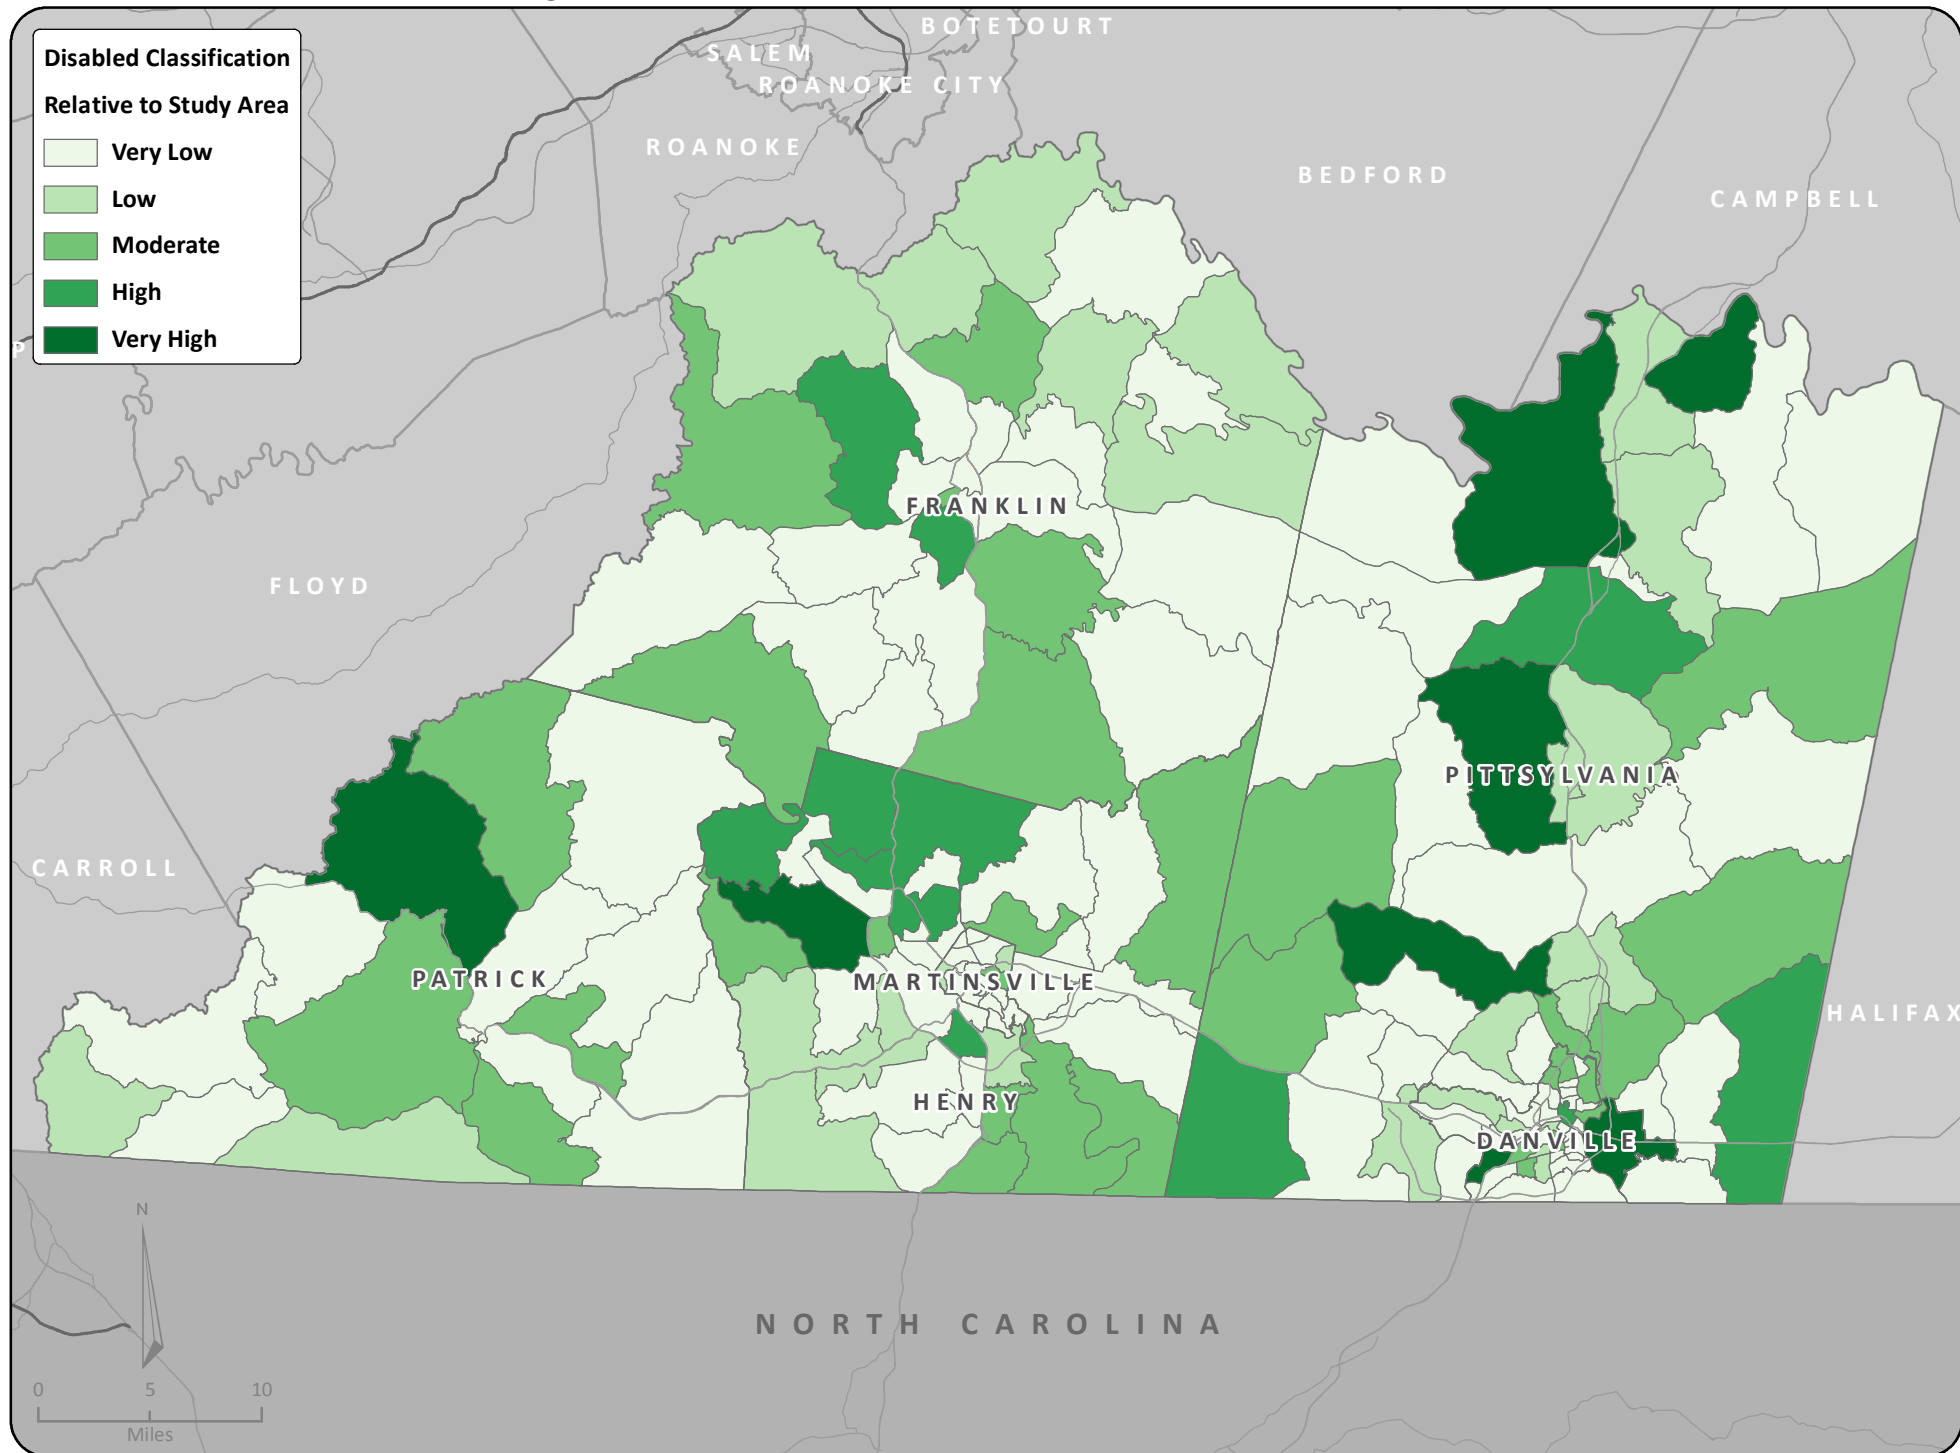 Disabled Classification
Relative to Study Area
Very Low
Low
Moderate
High
Very High
BOTETOURT
SALEM
ROANOKE CITY
ROANOKE
BEDFORD
CAMPBELL
P
FRANKLIN
FLOYD
PITTSYLVANIA
CARROLL
PATRICK
MARTINSVILLE
HALIFAX
HENRY
DANVILLE
N
NORTH CAROLINA
0 5 10
Miles